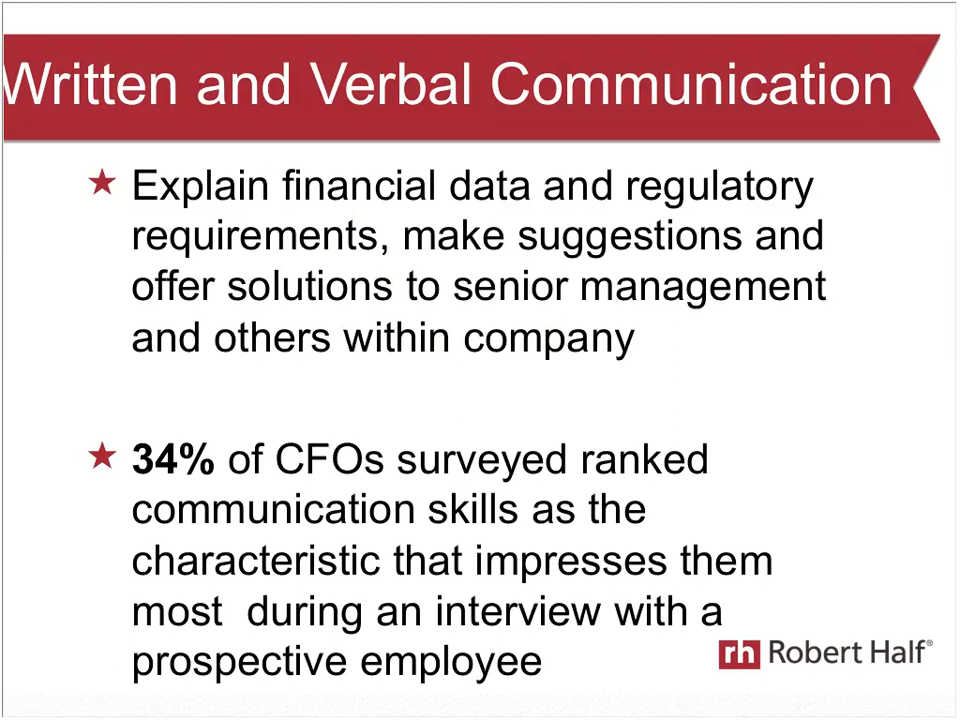 Written and Verbal Communication
Explain financial data and regulatory
requirements, make suggestions and
offer solutions to senior management
and others within company
34% of CFOs surveyed ranked
communication skills as the
characteristic that impresses them
most  during an interview with a
prospective employee
rh Robert Half®